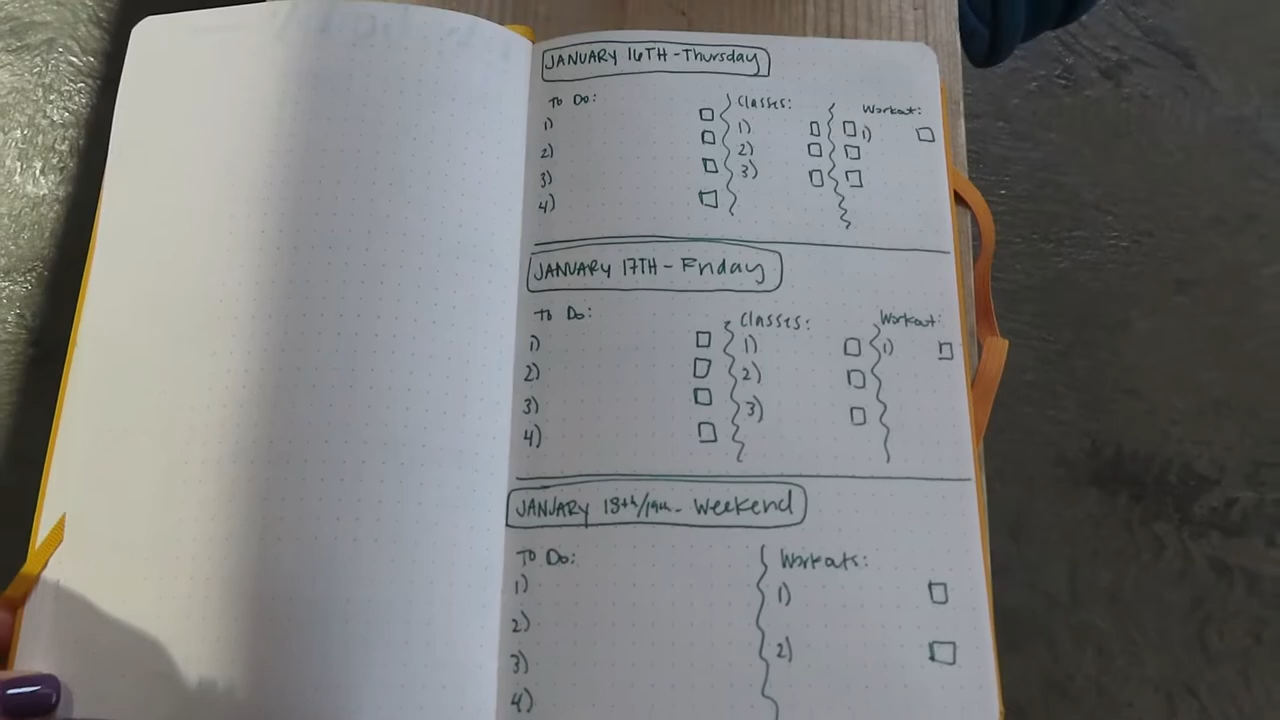 JANUARY 16TH - Thursday
To Do: Classes: Workout:
1) 1) 1)
2) 2)
3) 3)
4)
JANUARY 17TH - Friday
To Do: Classes: Workout:
1) 1) 1)
2) 2)
3) 3)
4)
JANUARY 18th/19th - Weekend
To Do: Workouts:
1) 1)
2)
3) 2)
4)